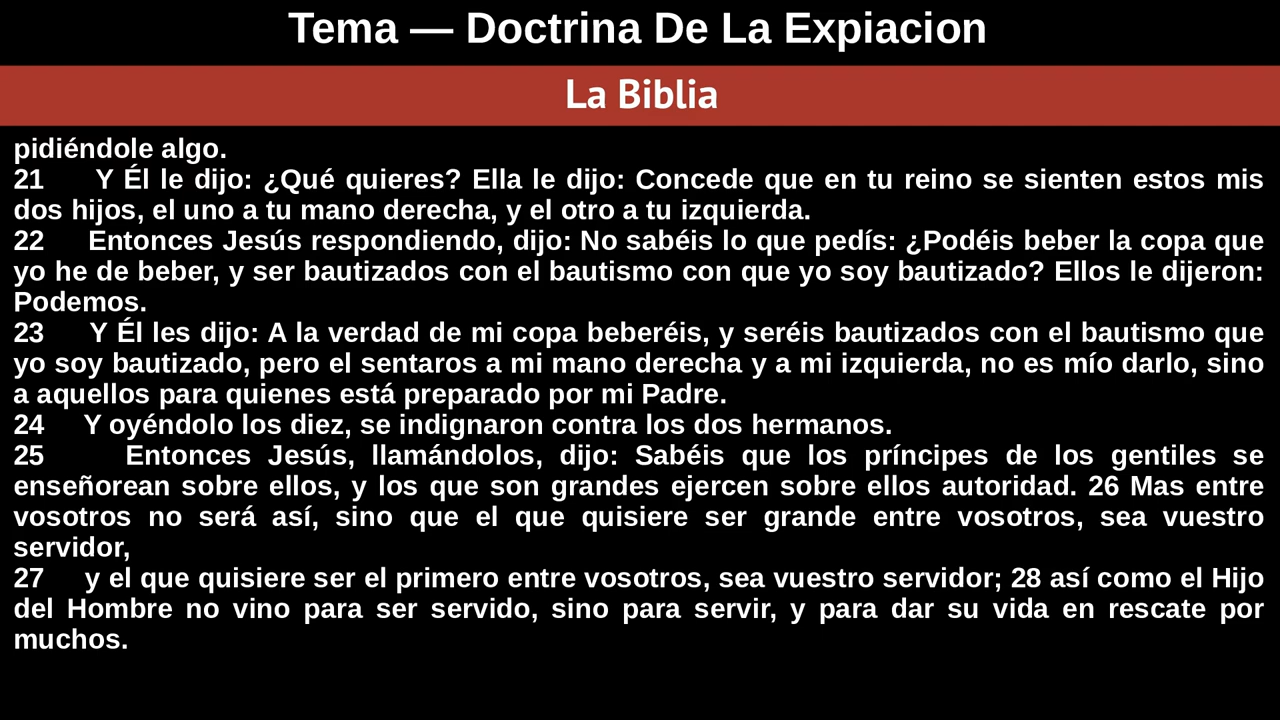 Tema — Doctrina De La Expiacion
La Biblia
pidiéndole algo.
21 Y Él le dijo: ¿Qué quieres? Ella le dijo: Concede que en tu reino se sienten estos mis
dos hijos, el uno a tu mano derecha, y el otro a tu izquierda.
22 Entonces Jesús respondiendo, dijo: No sabéis lo que pedís: ¿Podéis beber la copa que
yo he de beber, y ser bautizados con el bautismo con que yo soy bautizado? Ellos le dijeron:
Podemos.
23 Y Él les dijo: A la verdad de mi copa beberéis, y seréis bautizados con el bautismo que
yo soy bautizado, pero el sentaros a mi mano derecha y a mi izquierda, no es mío darlo, sino
a aquellos para quienes está preparado por mi Padre.
24 Y oyéndolo los diez, se indignaron contra los dos hermanos.
25 Entonces Jesús, llamándolos, dijo: Sabéis que los príncipes de los gentiles se
enseñorean sobre ellos, y los que son grandes ejercen sobre ellos autoridad. 26 Mas entre
vosotros no será así, sino que el que quisiere ser grande entre vosotros, sea vuestro
servidor,
27 y el que quisiere ser el primero entre vosotros, sea vuestro servidor; 28 así como el Hijo
del Hombre no vino para ser servido, sino para servir, y para dar su vida en rescate por
muchos.